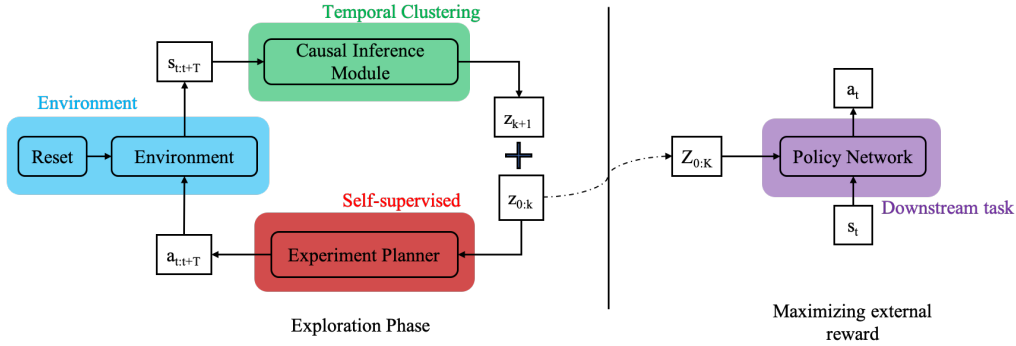 Temporal Clustering
s_{t:t+T}
Causal Inference
Module
Environment
z_{k+1}
a_t
Reset
Environment
Z_{0:K}
Policy Network
Self-supervised
z_{0:k}
Downstream task
a_{t:t+T}
Experiment Planner
s_t
Exploration Phase
Maximizing external
reward